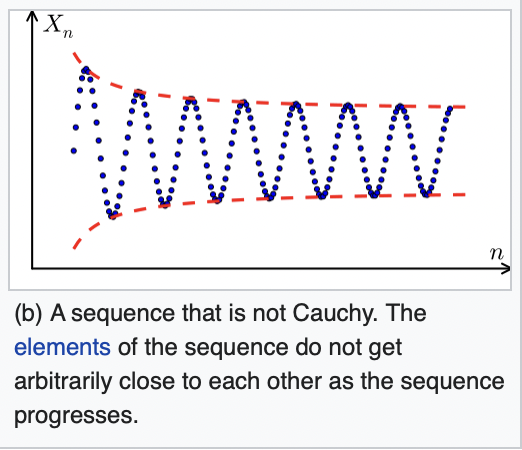 Xn
n
(b) A sequence that is not Cauchy. The
elements of the sequence do not get
arbitrarily close to each other as the sequence
progresses.